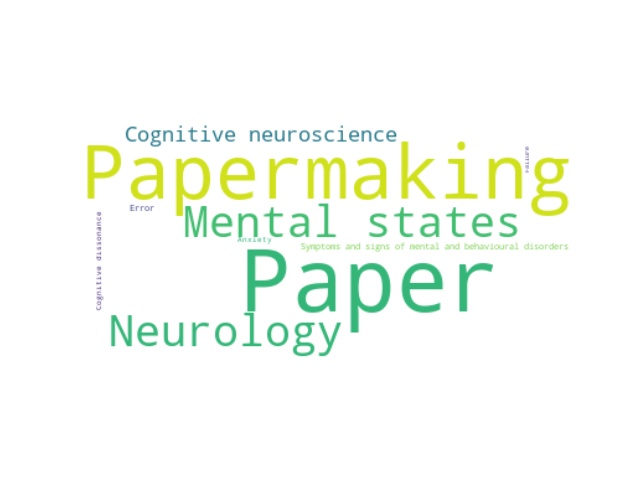 Cognitive neuroscience
Papermaking
Failure
Error
Mental states
Cognitive dissonance
Anxiety
Symptoms and signs of mental and behavioural disorders
Paper
Neurology